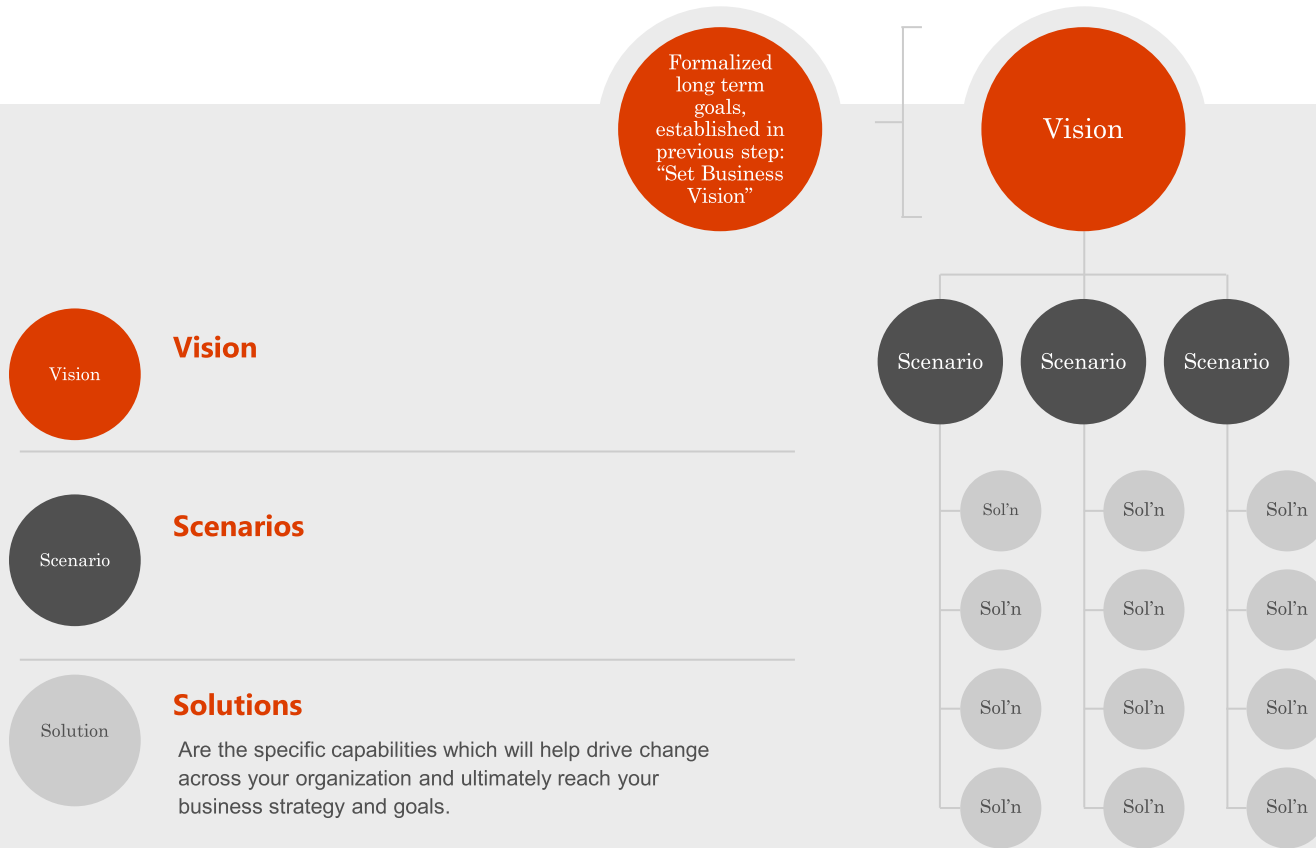 Formalized
long term
goals,
established in
previous step:
“Set Business
Vision”
Vision
Vision
Vision
Scenario
Scenario
Scenario
Scenario
Scenarios
Sol’n
Sol’n
Sol’n
Sol’n
Sol’n
Sol’n
Sol’n
Sol’n
Sol’n
Sol’n
Sol’n
Sol’n
Solution
Solutions
Are the specific capabilities which will help drive change
across your organization and ultimately reach your
business strategy and goals.